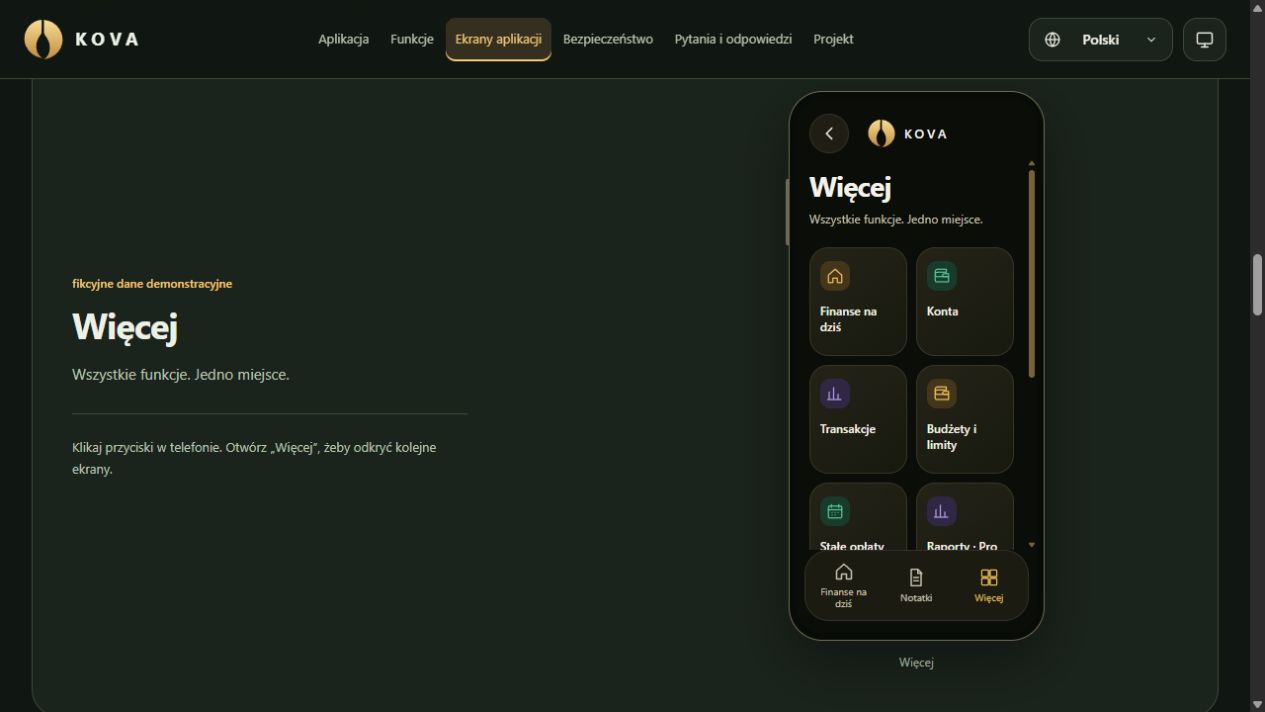 KOVA
Aplikacja
Funkcje
Ekrany aplikacji
Bezpieczeństwo
Pytania i odpowiedzi
Projekt
Polski
fikcyjne dane demonstracyjne
Więcej
Wszystkie funkcje. Jedno miejsce.
Klikaj przyciski w telefonie. Otwórz „Więcej”, żeby odkryć kolejne
ekrany.
KOVA
Więcej
Wszystkie funkcje. Jedno miejsce.
Finanse na
dziś
Konta
Transakcje
Budżety i
limity
Stałe opłaty
Raporty · Pro
Finanse na
dziś
Notatki
Więcej
Więcej